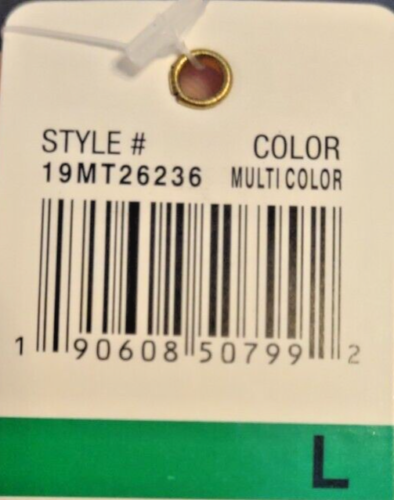 STYLE # COLOR
19MT26236 MULTI COLOR
1 90608 50799 2
L